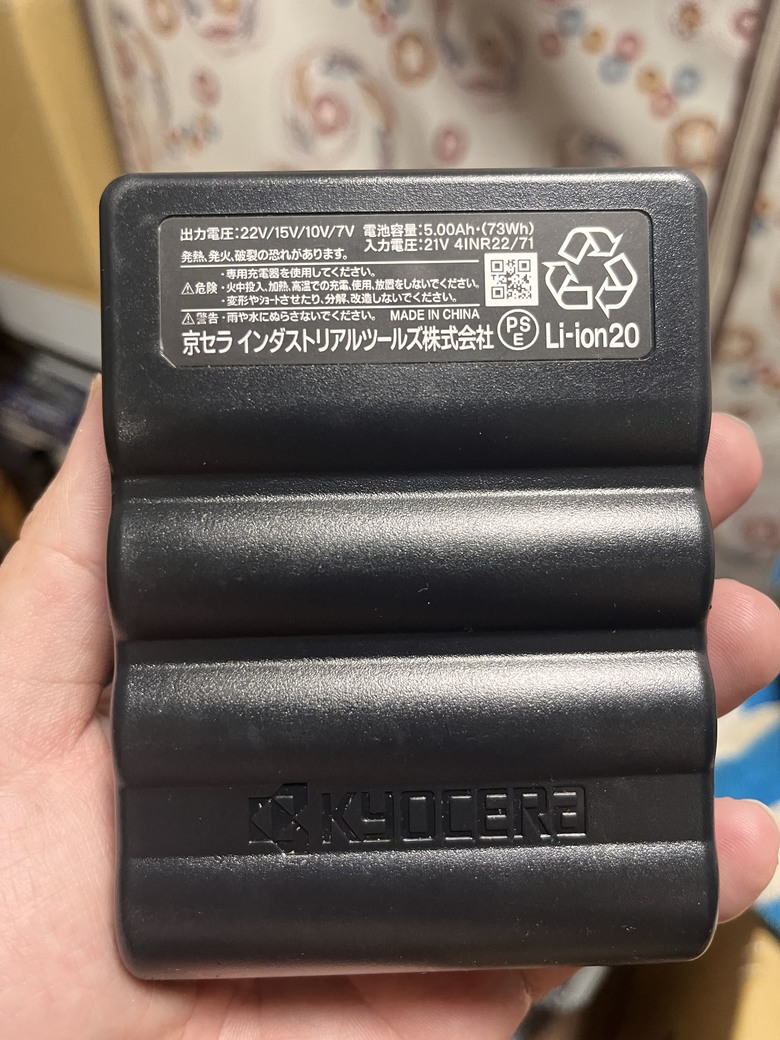 出力電圧:22V/15V/10V/7V 電池容量:5.00Ah・(73Wh)
入力電圧:21V 4INR22/71
発熱、発火、破裂の恐れがあります。
⚠危険
・専用充電器を使用してください。
・火中投入、加熱、高温での充電、使用、放置をしないでください。
・変形やショートさせたり、分解、改造しないでください。
⚠警告・雨や水にぬらさないでください。 MADE IN CHINA
京セラ インダストリアルツールズ株式会社 PSE Li-ion20
KYOCERA